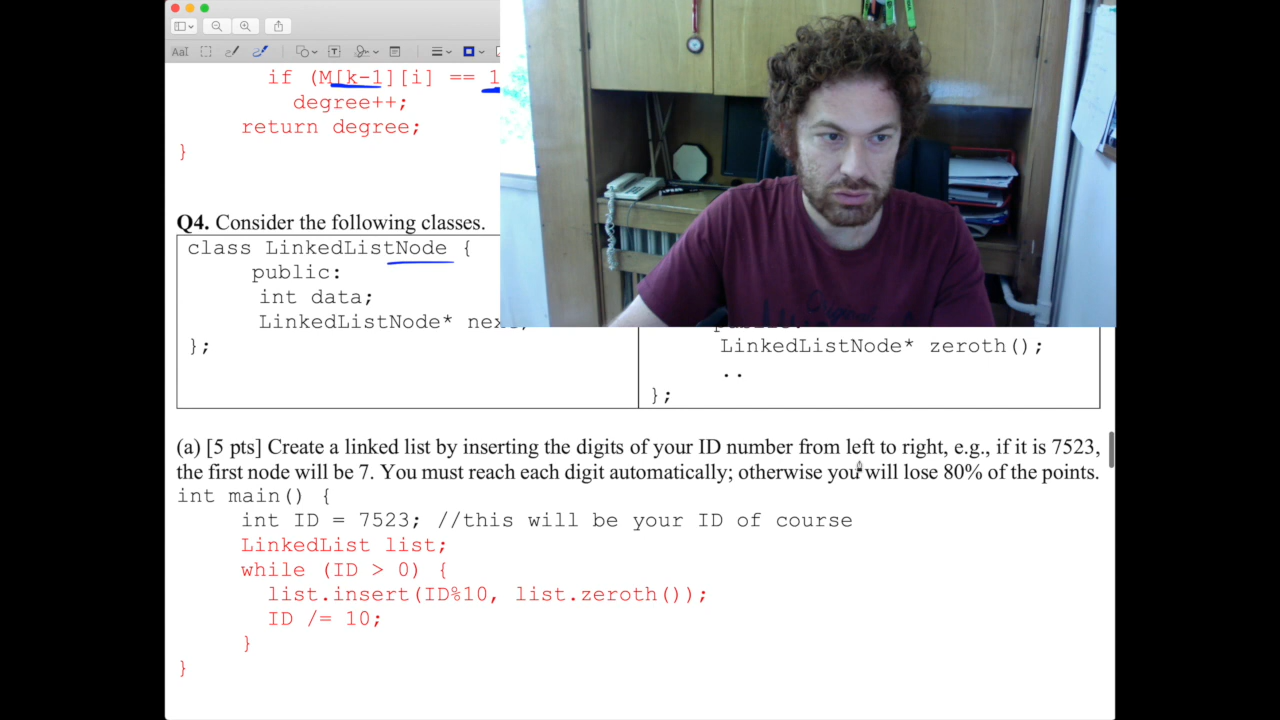 AaI
if (M[k-1][i] == 1
degree++;
return degree;
}
Q4. Consider the following classes.
class LinkedListNode {
public:
int data;
LinkedListNode* next;
};
public:
LinkedListNode* zeroth();
..
};
(a) [5 pts] Create a linked list by inserting the digits of your ID number from left to right, e.g., if it is 7523,
the first node will be 7. You must reach each digit automatically; otherwise you will lose 80% of the points.
int main() {
int ID = 7523; //this will be your ID of course
LinkedList list;
while (ID > 0) {
list.insert(ID%10, list.zeroth());
ID /= 10;
}
}